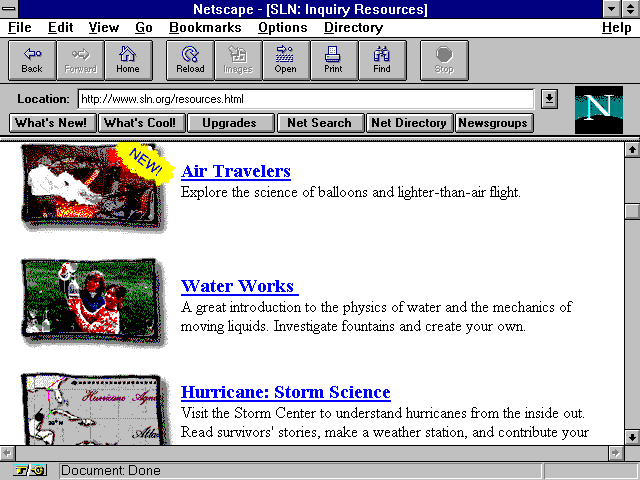 Netscape - [SLN: Inquiry Resources]
File Edit View Go Bookmarks Options Directory Help
Back Forward Home Reload Images Open Print Find Stop
Location: http://www.sln.org/resources.html
N
What's New! What's Cool! Upgrades Net Search Net Directory Newsgroups
NEW!
Air Travelers
Explore the science of balloons and lighter-than-air flight.
Water Works
A great introduction to the physics of water and the mechanics of
moving liquids. Investigate fountains and create your own.
Hurricane: Storm Science
Visit the Storm Center to understand hurricanes from the inside out.
Read survivors' stories, make a weather station, and contribute your
Hurricane
Document: Done